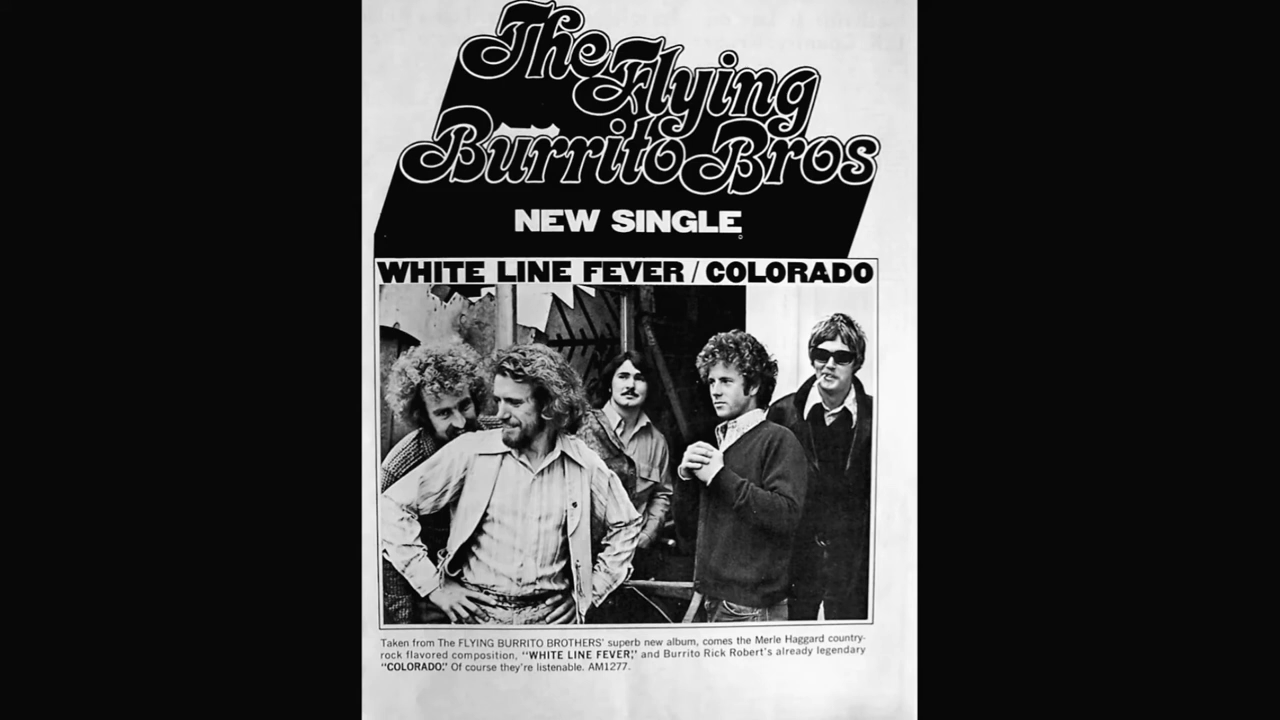 The Flying
Burrito Bros
NEW SINGLE
WHITE LINE FEVER / COLORADO
Taken from The FLYING BURRITO BROTHERS' superb new album, comes the Merle Haggard country-
rock flavored composition, "WHITE LINE FEVER," and Burrito Rick Robert's already legendary
"COLORADO." Of course they're listenable. AM1277.